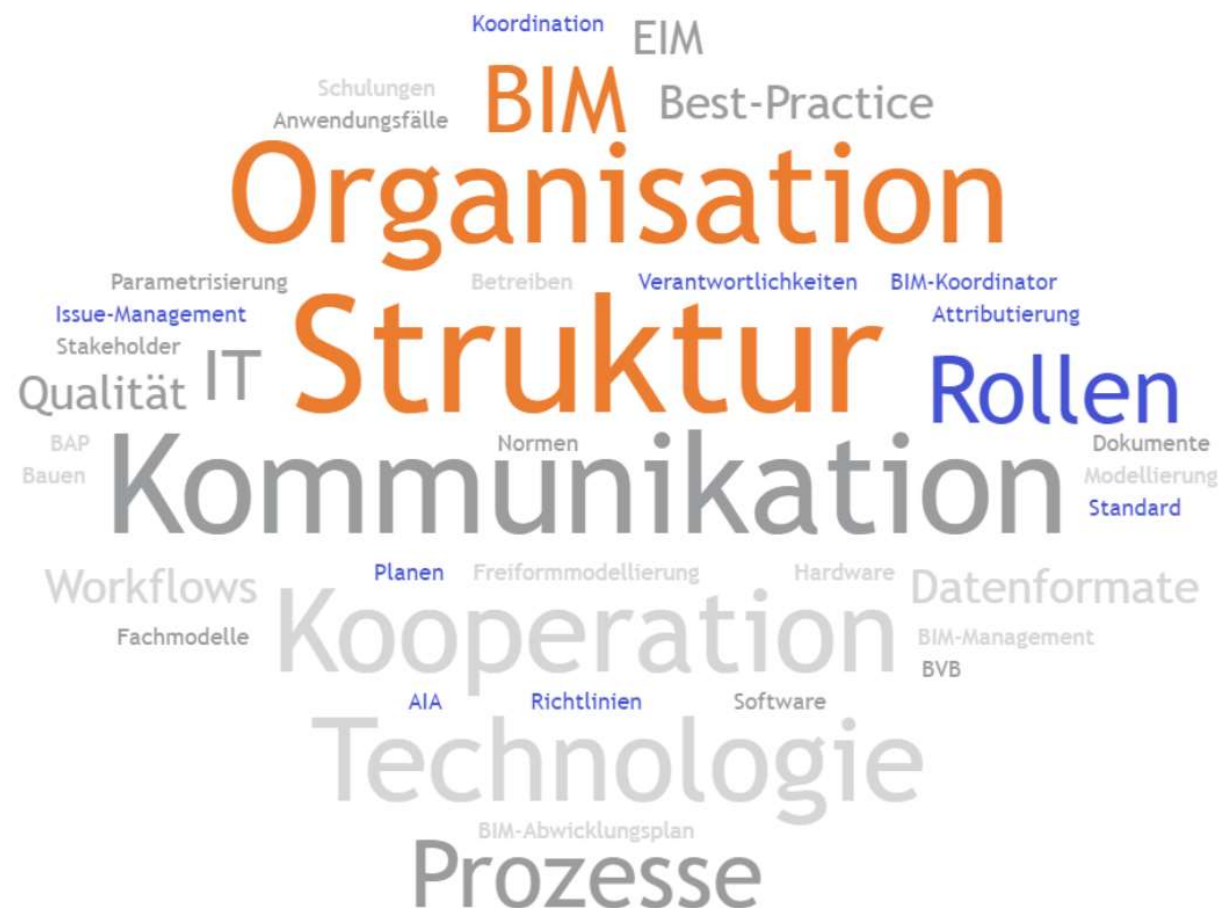 Koordination EIM
Schulungen BIM Best-Practice
Anwendungsfälle
Organisation
Parametrisierung Betreiben Verantwortlichkeiten BIM-Koordinator
Issue-Management Struktur Attributierung
Stakeholder
Qualität IT Rollen
BAP Normen Dokumente
Bauen Kommunikation Modellierung
Standard
Workflows Planen Freiformmodellierung Hardware Datenformate
Fachmodelle Kooperation BIM-Management
BVB
AIA Richtlinien Software
Technologie
BIM-Abwicklungsplan
Prozesse